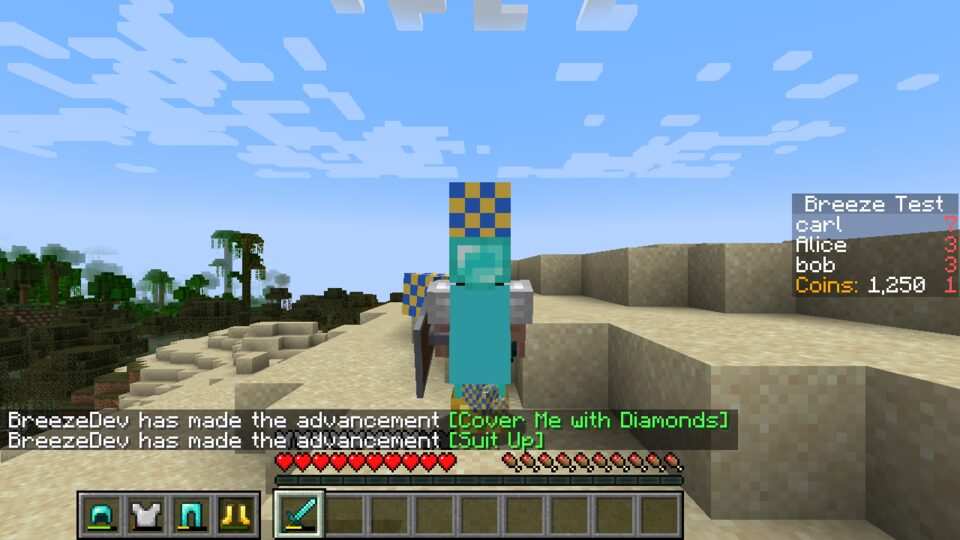 Breeze Test
carl 7
Alice 3
bob 3
Coins: 1,250 1
BreezeDev has made the advancement [Cover Me with Diamonds]
BreezeDev has made the advancement [Suit Up]